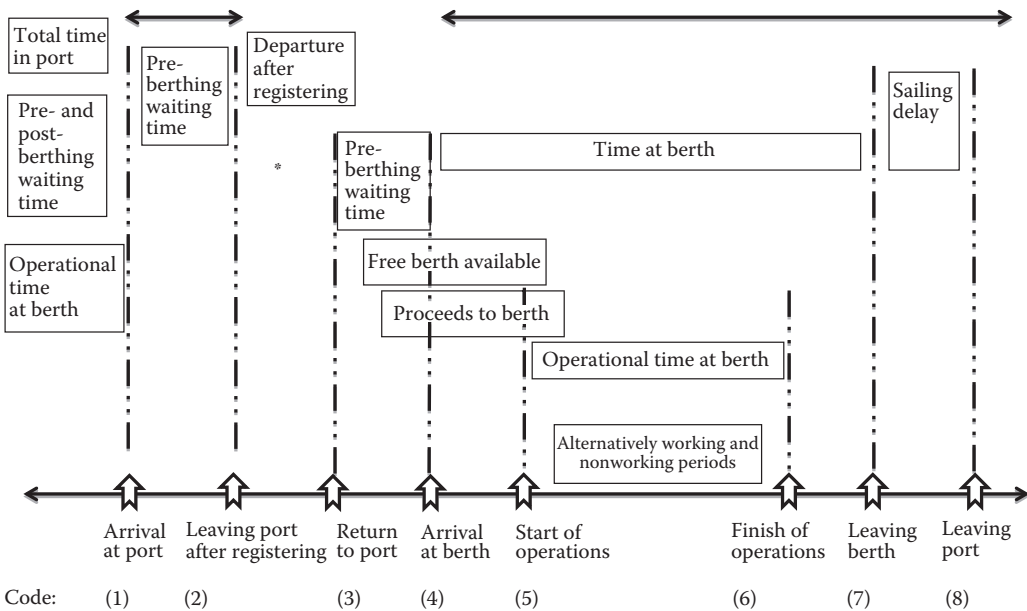 Total time
in port
Pre-
berthing
waiting
time
Departure
after
registering
Sailing
delay
Pre- and
post-
berthing
waiting
time
*
Pre-
berthing
waiting
time
Time at berth
Operational
time
at berth
Free berth available
Proceeds to berth
Operational time at berth
Alternatively working and
nonworking periods
Arrival
at port
Leaving port
after registering
Return
to port
Arrival
at berth
Start of
operations
Finish of
operations
Leaving
berth
Leaving
port
Code: (1) (2) (3) (4) (5) (6) (7) (8)